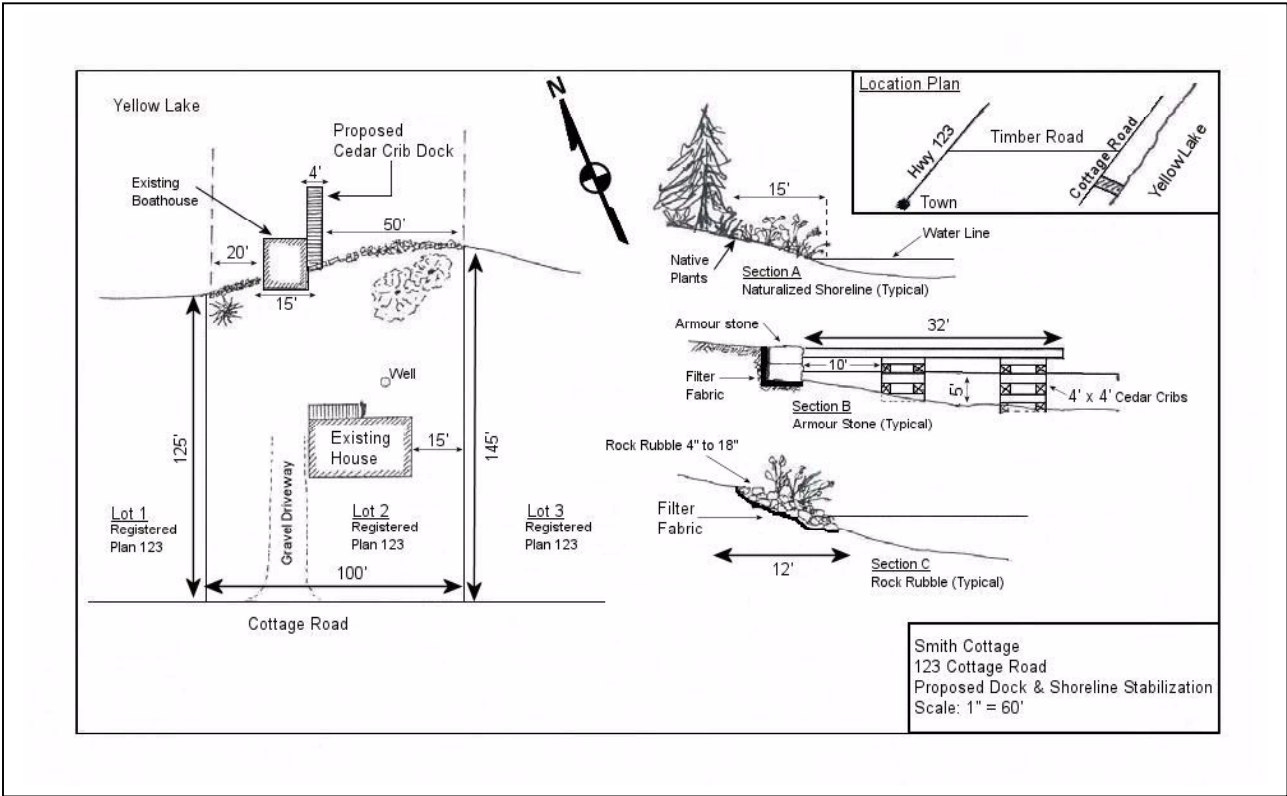 Yellow Lake
Proposed
Cedar Crib Dock
4'
Existing
Boathouse
50'
20'
15'
Well
Existing
House
15'
125'
145'
Gravel Driveway
Lot 1
Registered
Plan 123
Lot 2
Registered
Plan 123
Lot 3
Registered
Plan 123
100'
Cottage Road
N
15'
Water Line
Native
Plants
Section A
Naturalized Shoreline (Typical)
Armour stone
32'
10'
Filter
Fabric
5'
4' x 4' Cedar Cribs
Section B
Armour Stone (Typical)
Rock Rubble 4" to 18"
Filter
Fabric
12'
Section C
Rock Rubble (Typical)
Location Plan
Hwy 123
Timber Road
Cottage Road
Yellow Lake
Town
Smith Cottage
123 Cottage Road
Proposed Dock & Shoreline Stabilization
Scale: 1" = 60'